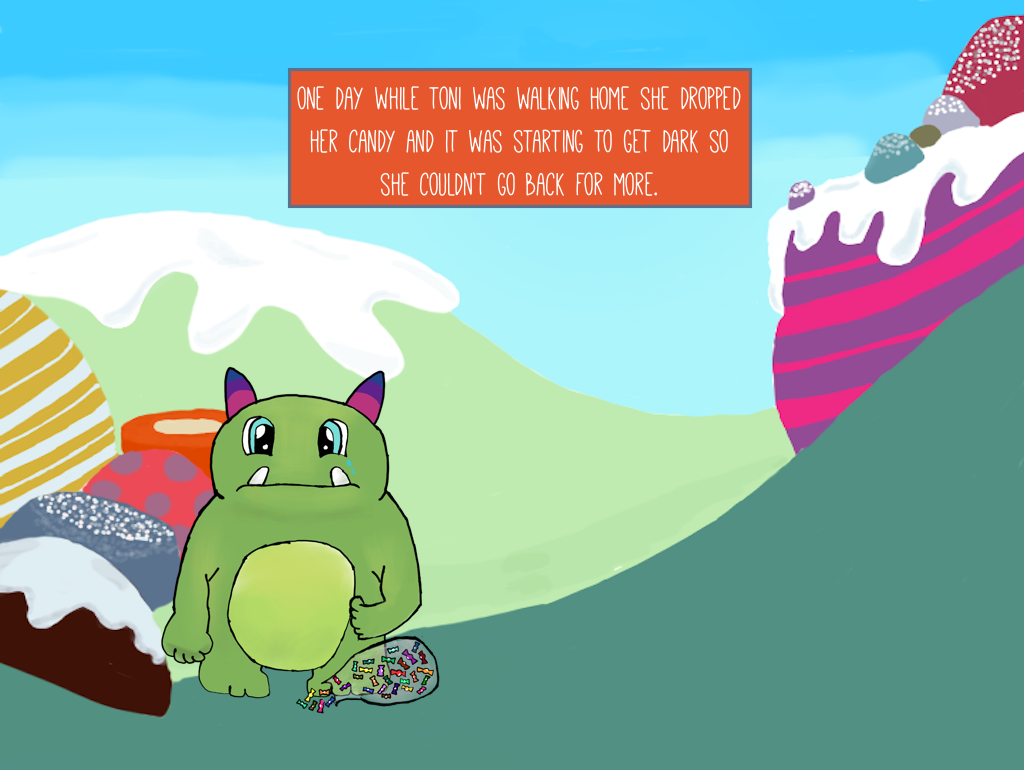 ONE DAY WHILE TONI WAS WALKING HOME SHE DROPPED
HER CANDY AND IT WAS STARTING TO GET DARK SO
SHE COULDN'T GO BACK FOR MORE.